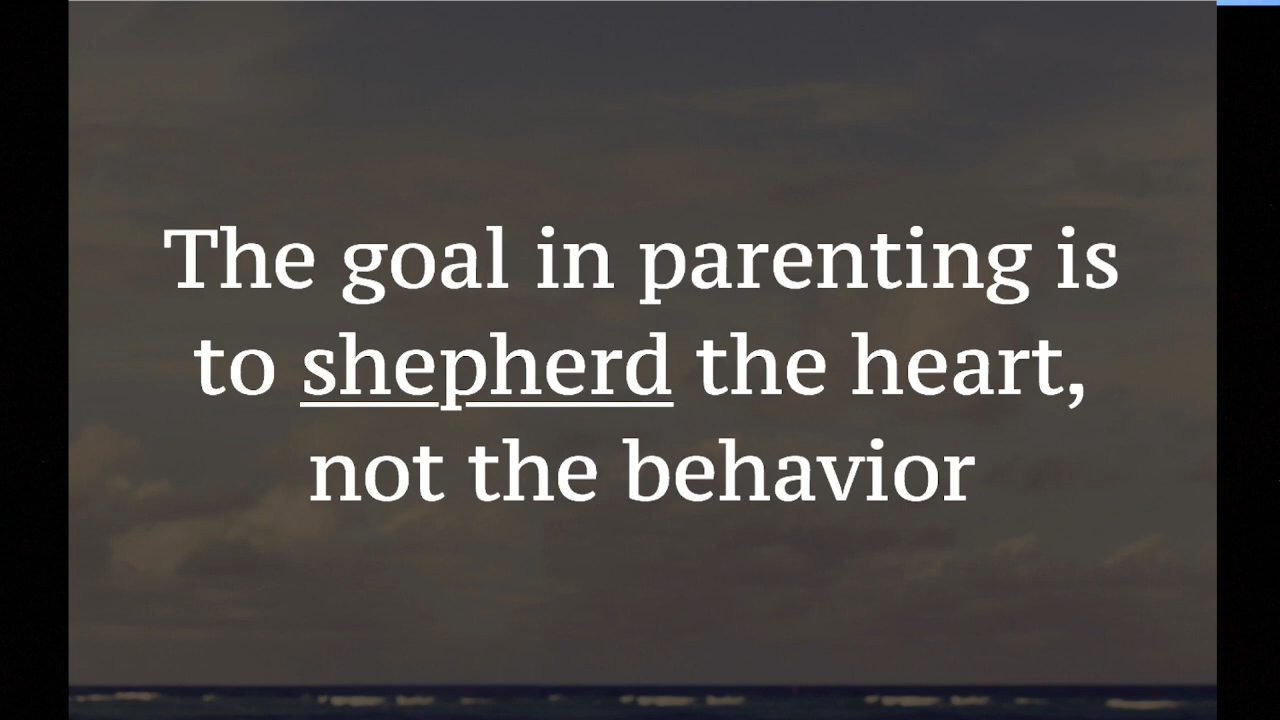 The goal in parenting is
to shepherd the heart,
not the behavior